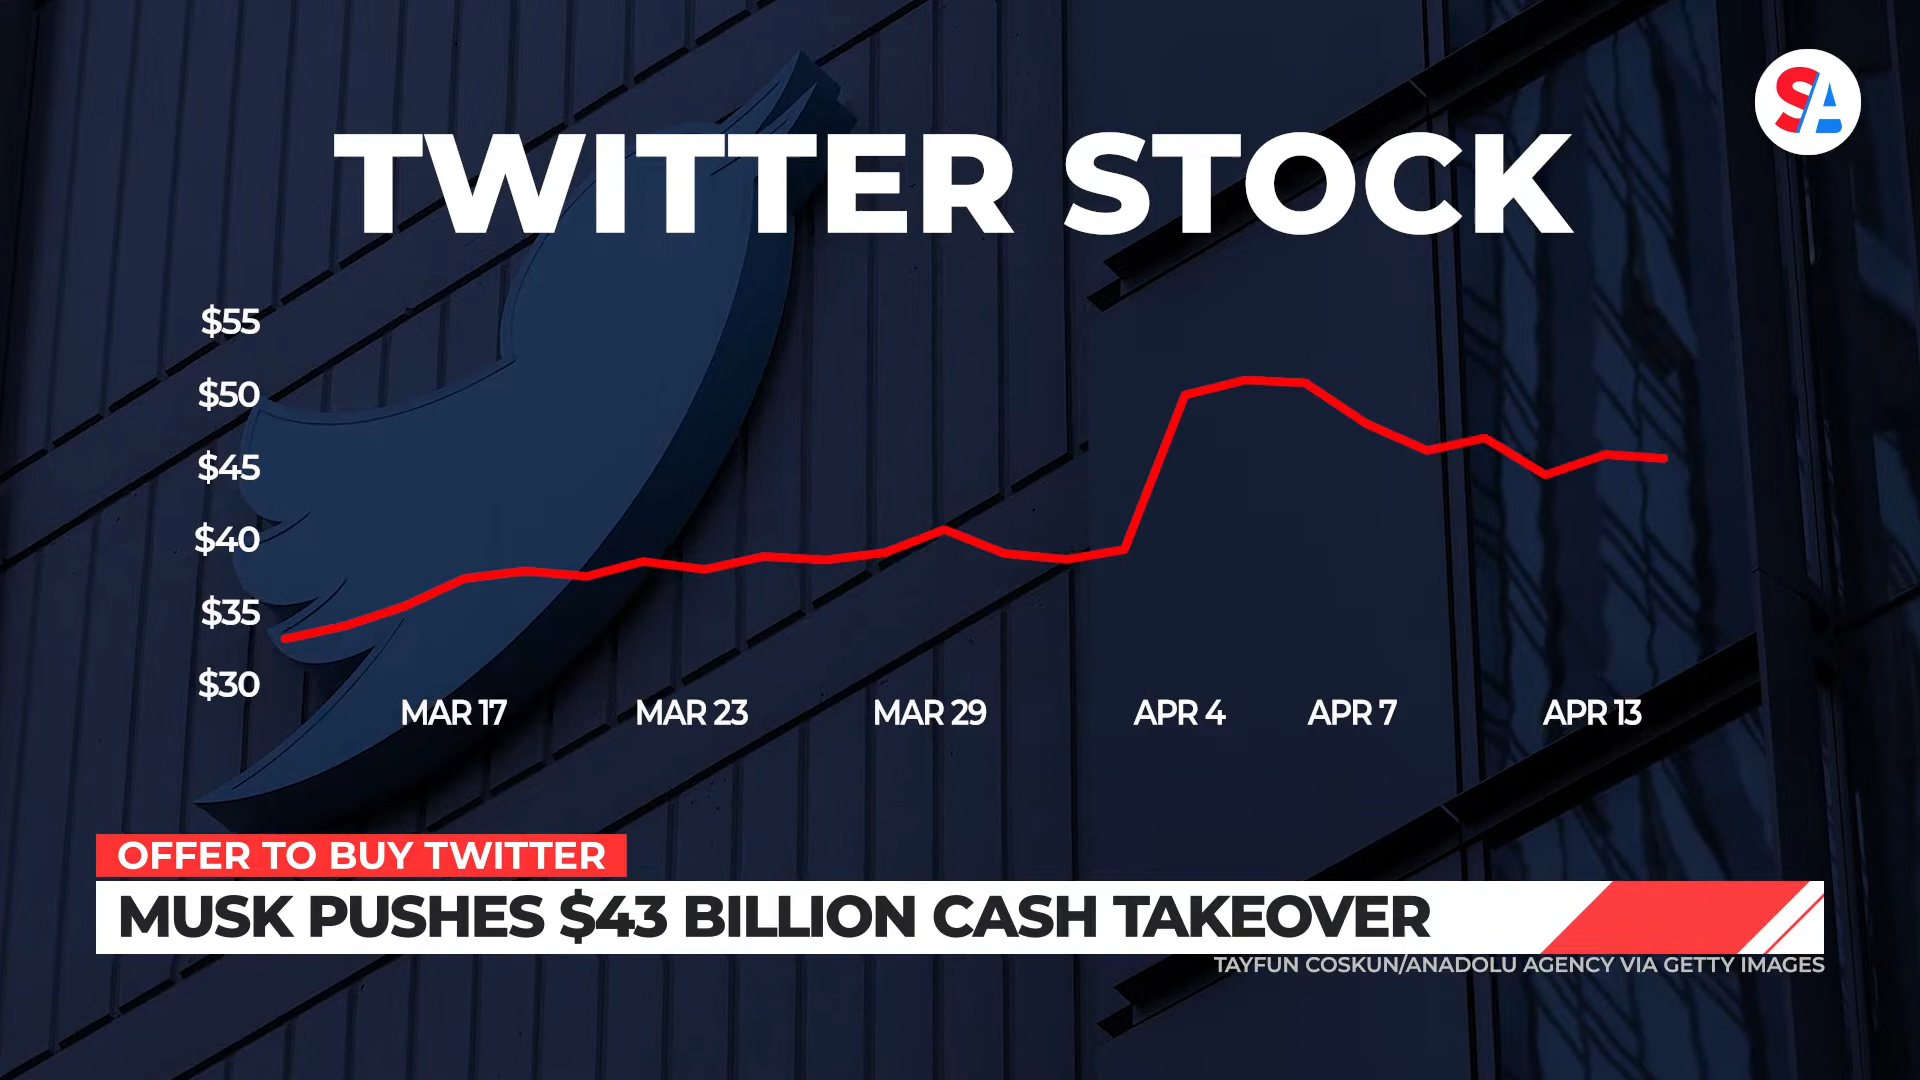 SA
TWITTER STOCK
$55
$50
$45
$40
$35
$30
MAR 17 MAR 23 MAR 29 APR 4 APR 7 APR 13
OFFER TO BUY TWITTER
MUSK PUSHES $43 BILLION CASH TAKEOVER
TAYFUN COSKUN/ANADOLU AGENCY VIA GETTY IMAGES